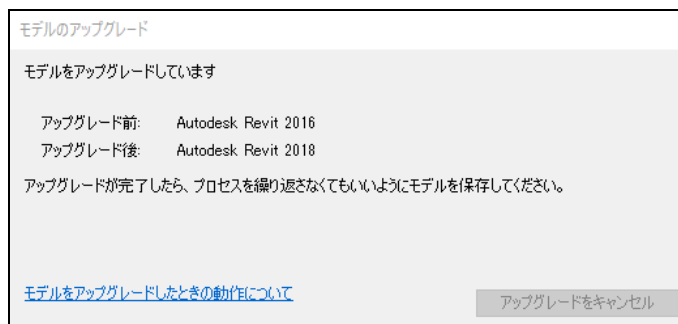 モデルのアップグレード
モデルをアップグレードしています
アップグレード前: Autodesk Revit 2016
アップグレード後: Autodesk Revit 2018
アップグレードが完了したら、プロセスを繰り返さなくてもいいようにモデルを保存してください。
モデルをアップグレードしたときの動作について
アップグレードをキャンセル